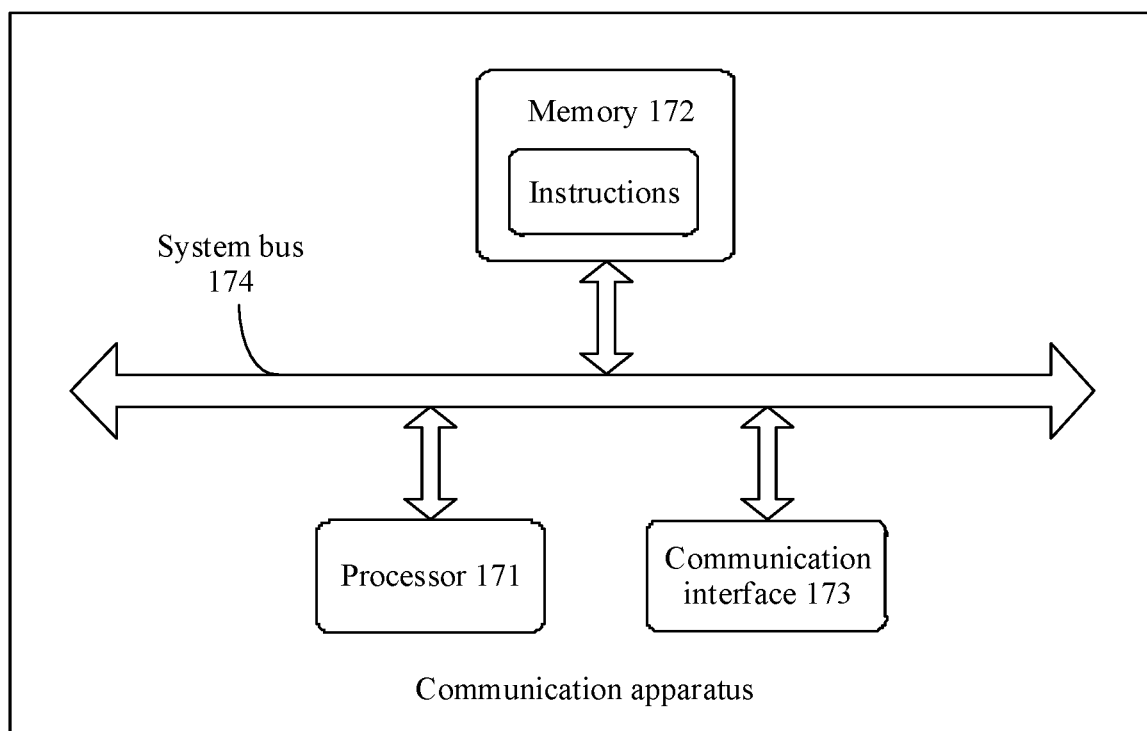 Memory 172
Instructions
System bus
174
Processor 171
Communication
interface 173
Communication apparatus